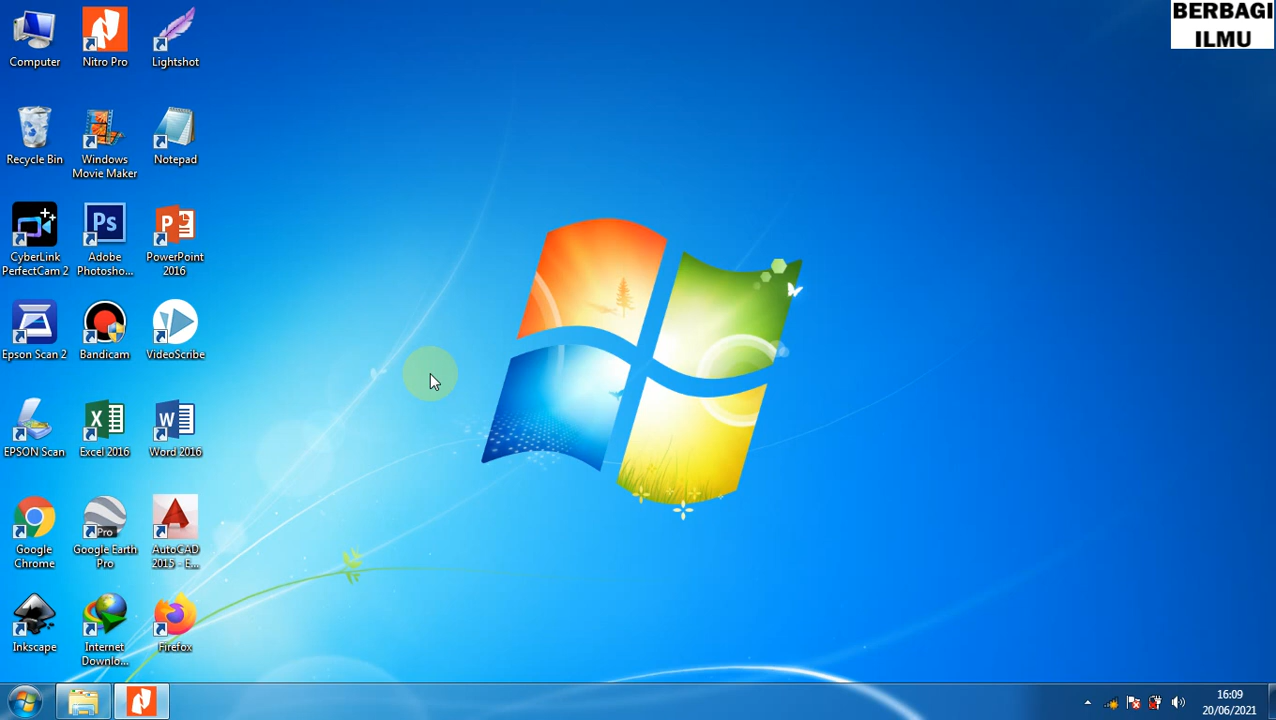 BERBAGI
ILMU
Computer
Nitro Pro
Lightshot
Recycle Bin
Windows
Movie Maker
Notepad
CyberLink
PerfectCam 2
Adobe
Photosho...
PowerPoint
2016
Epson Scan 2
Bandicam
VideoScribe
EPSON Scan
Excel 2016
Word 2016
Google
Chrome
Google Earth
Pro
AutoCAD
2015 - E...
Inkscape
Internet
Downlo...
Firefox
Ps
Pro
16:09
20/06/2021